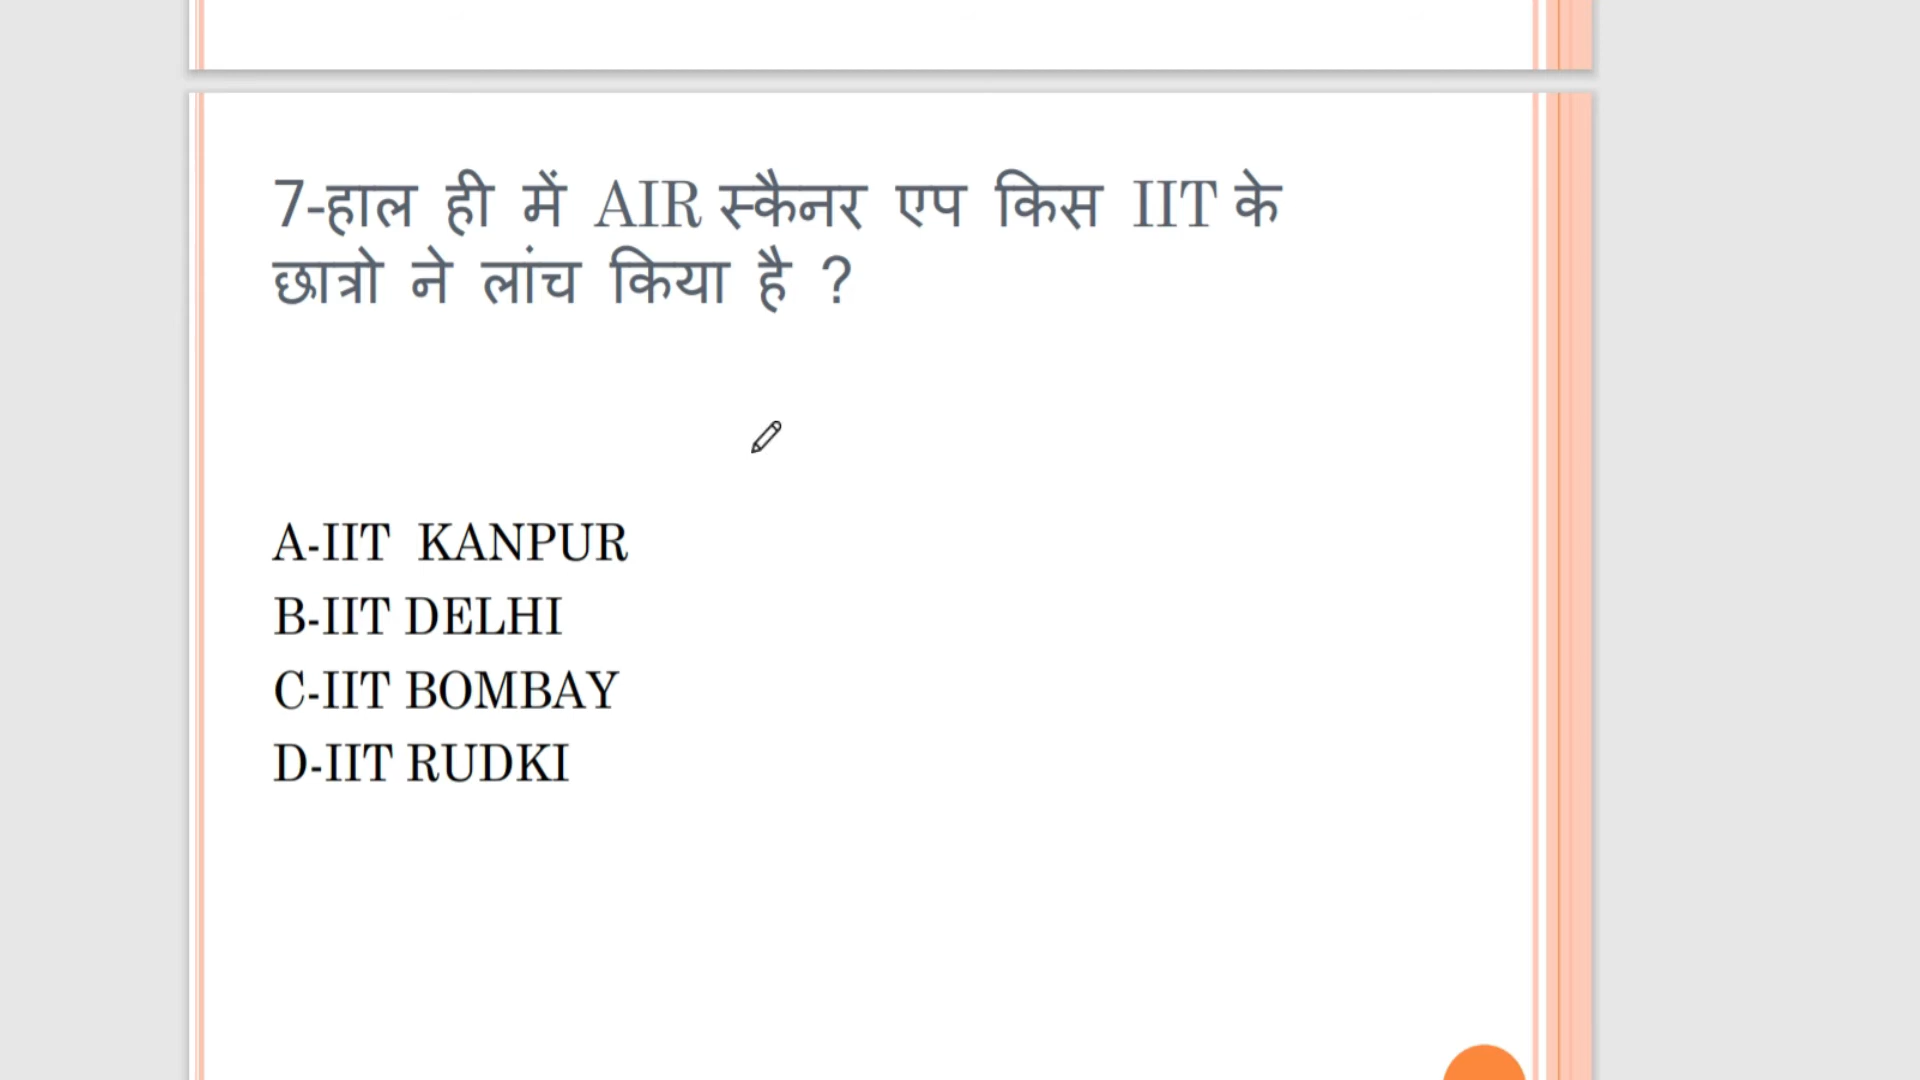 7-हाल ही में AIR स्कैनर एप किस IIT के
छात्रो ने लांच किया है ?
A-IIT KANPUR
B-IIT DELHI
C-IIT BOMBAY
D-IIT RUDKI